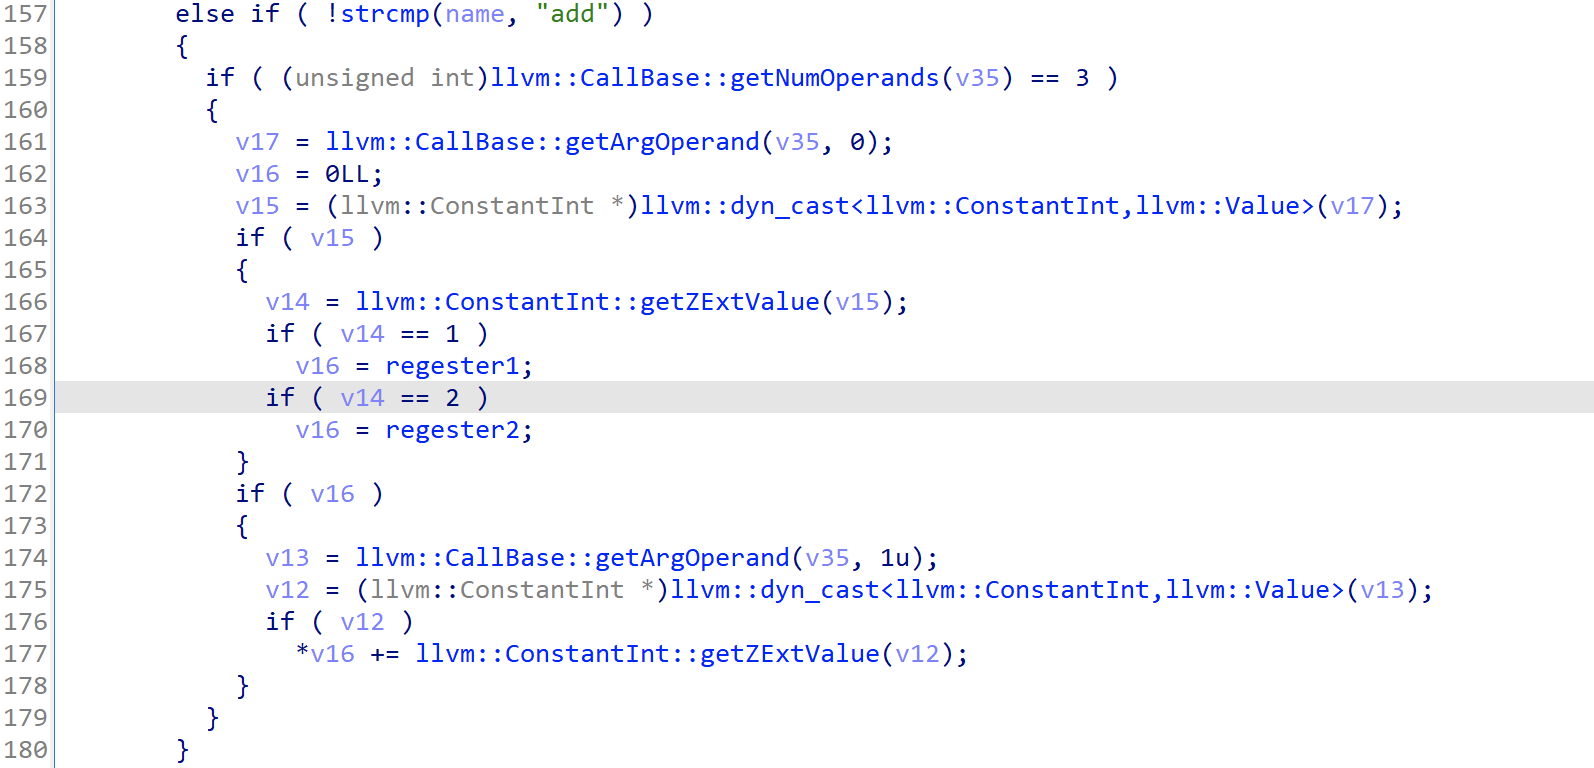 157 else if ( !strcmp(name, "add") )
158 {
159 if ( (unsigned int)llvm::CallBase::getNumOperands(v35) == 3 )
160 {
161 v17 = llvm::CallBase::getArgOperand(v35, 0);
162 v16 = 0LL;
163 v15 = (llvm::ConstantInt *)llvm::dyn_cast<llvm::ConstantInt,llvm::Value>(v17);
164 if ( v15 )
165 {
166 v14 = llvm::ConstantInt::getZExtValue(v15);
167 if ( v14 == 1 )
168 v16 = regester1;
169 if ( v14 == 2 )
170 v16 = regester2;
171 }
172 if ( v16 )
173 {
174 v13 = llvm::CallBase::getArgOperand(v35, 1u);
175 v12 = (llvm::ConstantInt *)llvm::dyn_cast<llvm::ConstantInt,llvm::Value>(v13);
176 if ( v12 )
177 *v16 += llvm::ConstantInt::getZExtValue(v12);
178 }
179 }
180 }